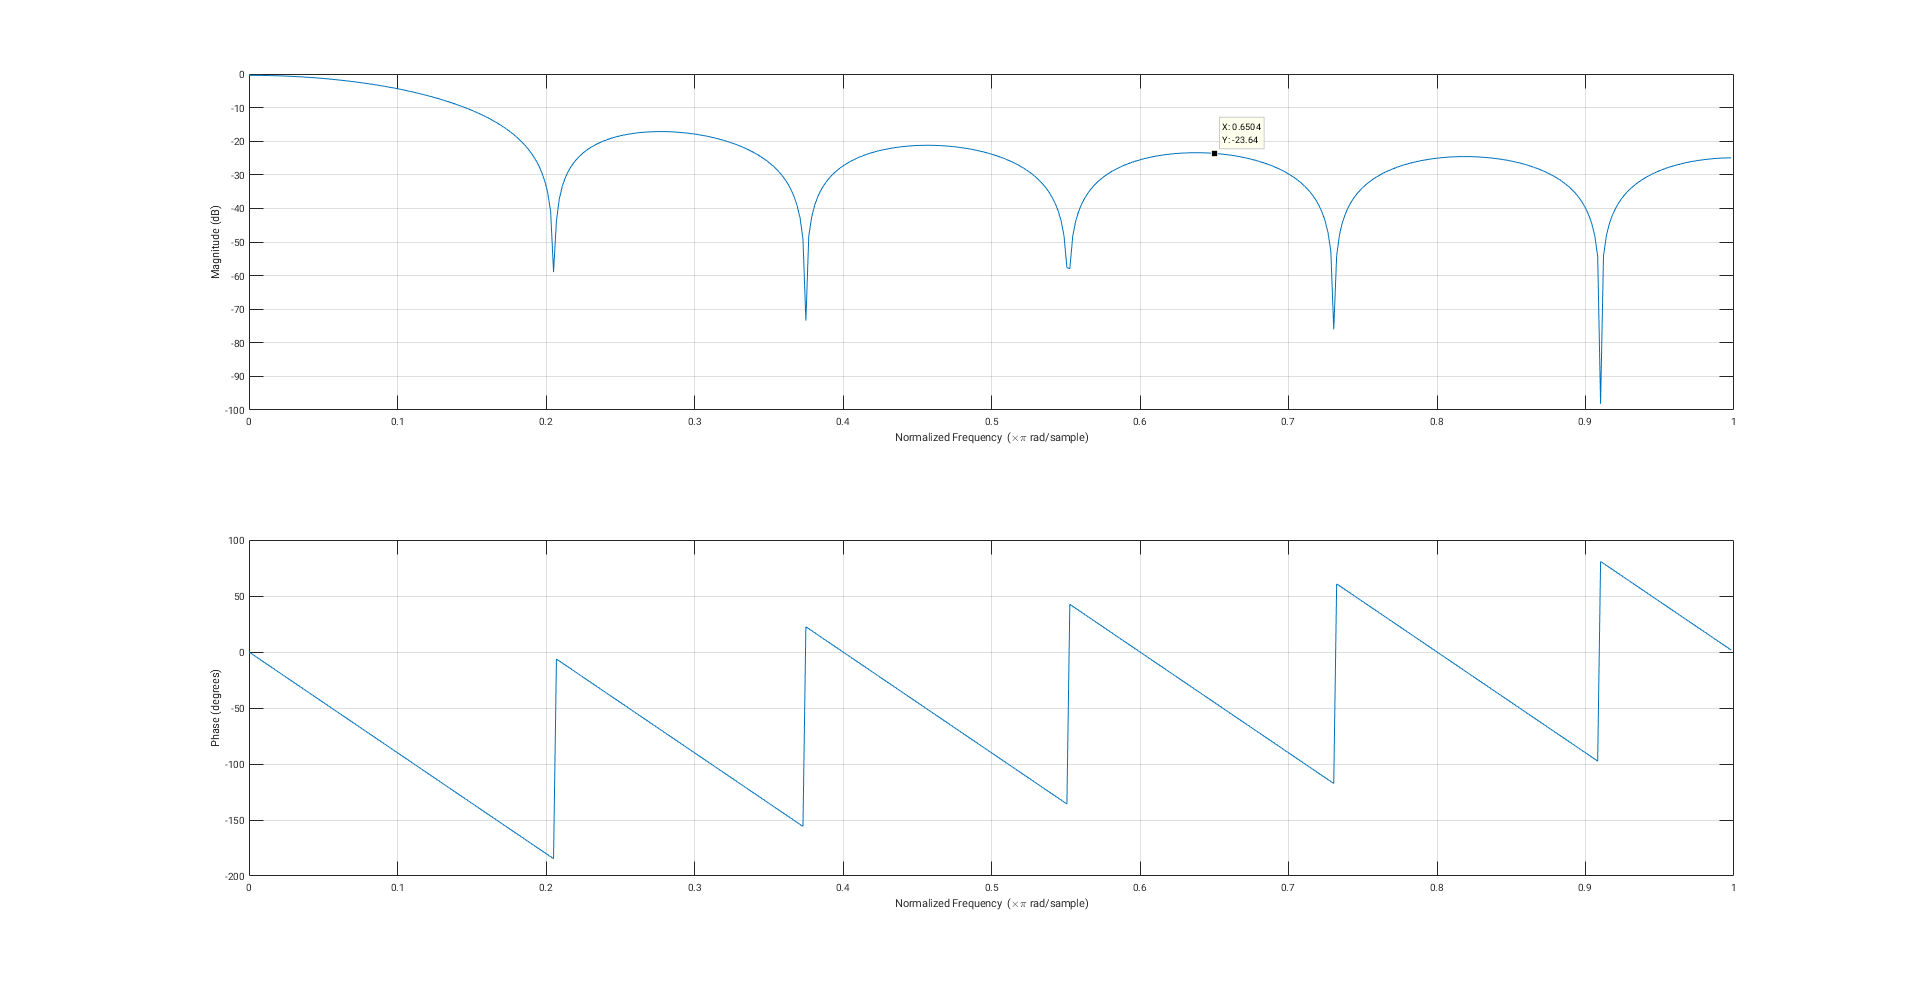 0
-10
-20
-30
-40
-50
-60
-70
-80
-90
-100
Magnitude (dB)
X: 0.6504
Y: -23.64
0 0.1 0.2 0.3 0.4 0.5 0.6 0.7 0.8 0.9 1
Normalized Frequency (×π rad/sample)
100
50
0
-50
-100
-150
-200
Phase (degrees)
0 0.1 0.2 0.3 0.4 0.5 0.6 0.7 0.8 0.9 1
Normalized Frequency (×π rad/sample)